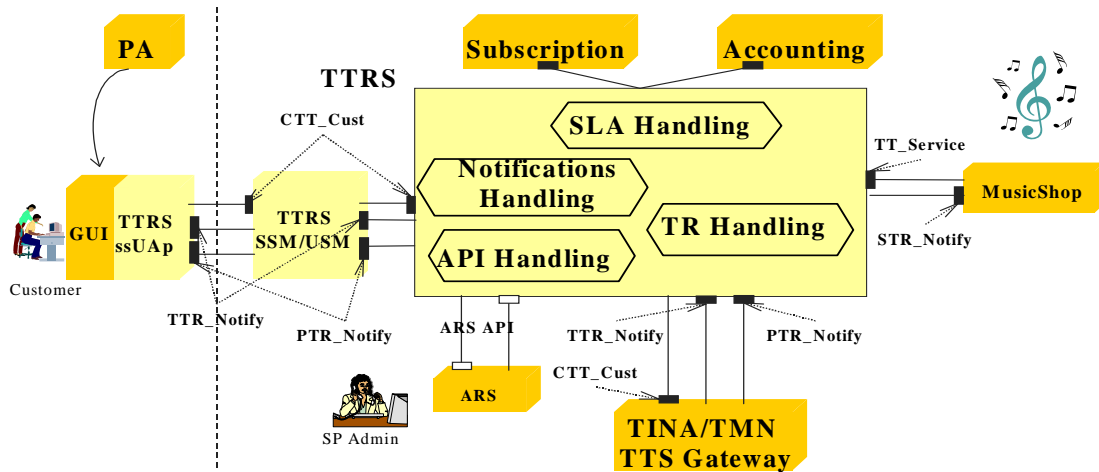 PA
Subscription
Accounting
TTRS
CTT_Cust
SLA Handling
TT_Service
Notifications
Handling
MusicShop
GUI
TTRS
ssUAp
TTRS
SSM/USM
TR Handling
STR_Notify
API Handling
Customer
TTR_Notify
PTR_Notify
ARS API
TTR_Notify
PTR_Notify
CTT_Cust
ARS
SP Admin
TINA/TMN
TTS Gateway